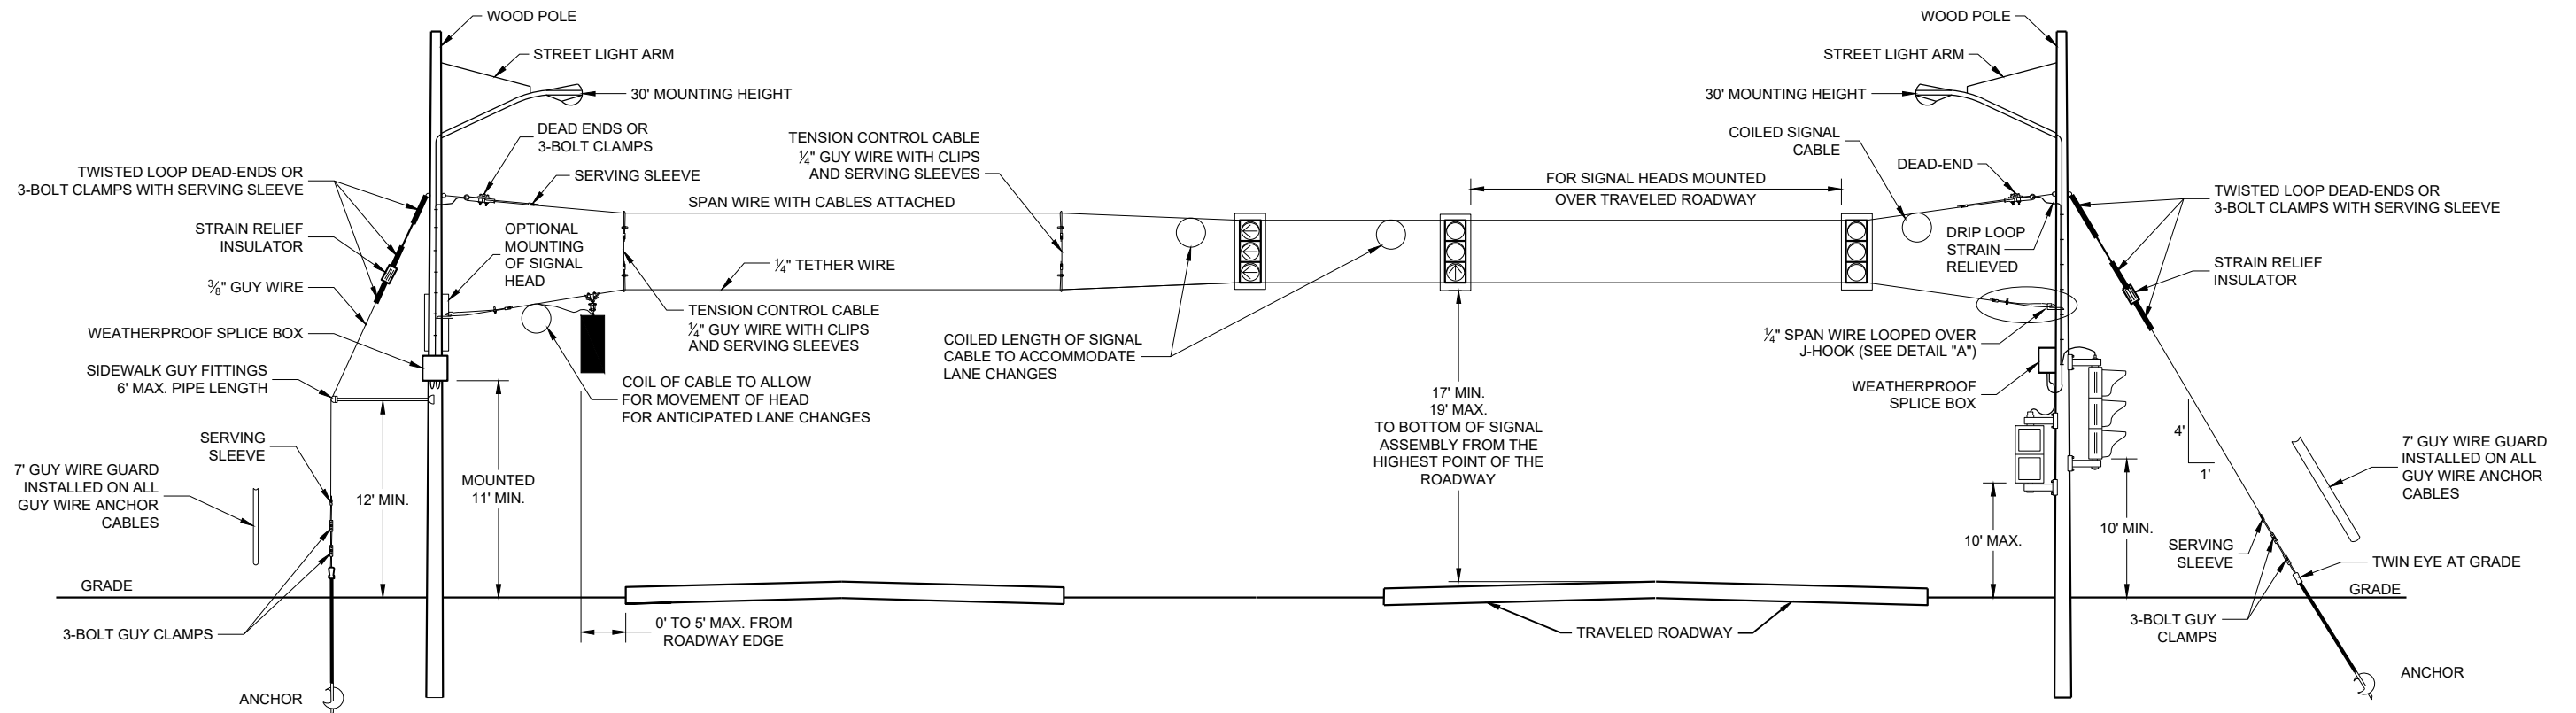 WOOD POLE
STREET LIGHT ARM
30' MOUNTING HEIGHT
DEAD ENDS OR
3-BOLT CLAMPS
TWISTED LOOP DEAD-ENDS OR
3-BOLT CLAMPS WITH SERVING SLEEVE
SERVING SLEEVE
SPAN WIRE WITH CABLES ATTACHED
TENSION CONTROL CABLE
¼" GUY WIRE WITH CLIPS
AND SERVING SLEEVES
STRAIN RELIEF
INSULATOR
OPTIONAL
MOUNTING
OF SIGNAL
HEAD
⅜" GUY WIRE
¼" TETHER WIRE
WEATHERPROOF SPLICE BOX
TENSION CONTROL CABLE
¼" GUY WIRE WITH CLIPS
AND SERVING SLEEVES
SIDEWALK GUY FITTINGS
6' MAX. PIPE LENGTH
COIL OF CABLE TO ALLOW
FOR MOVEMENT OF HEAD
FOR ANTICIPATED LANE CHANGES
SERVING
SLEEVE
7' GUY WIRE GUARD
INSTALLED ON ALL
GUY WIRE ANCHOR
CABLES
12' MIN.
MOUNTED
11' MIN.
GRADE
3-BOLT GUY CLAMPS
0' TO 5' MAX. FROM
ROADWAY EDGE
ANCHOR
COILED LENGTH OF SIGNAL
CABLE TO ACCOMMODATE
LANE CHANGES
17' MIN.
19' MAX.
TO BOTTOM OF SIGNAL
ASSEMBLY FROM THE
HIGHEST POINT OF THE
ROADWAY
TRAVELED ROADWAY
FOR SIGNAL HEADS MOUNTED
OVER TRAVELED ROADWAY
WOOD POLE
STREET LIGHT ARM
30' MOUNTING HEIGHT
COILED SIGNAL
CABLE
DEAD-END
TWISTED LOOP DEAD-ENDS OR
3-BOLT CLAMPS WITH SERVING SLEEVE
DRIP LOOP
STRAIN
RELIEVED
STRAIN RELIEF
INSULATOR
¼" SPAN WIRE LOOPED OVER
J-HOOK (SEE DETAIL "A")
WEATHERPROOF
SPLICE BOX
4'
1'
7' GUY WIRE GUARD
INSTALLED ON ALL
GUY WIRE ANCHOR
CABLES
10' MAX.
10' MIN.
SERVING
SLEEVE
TWIN EYE AT GRADE
GRADE
3-BOLT GUY
CLAMPS
ANCHOR